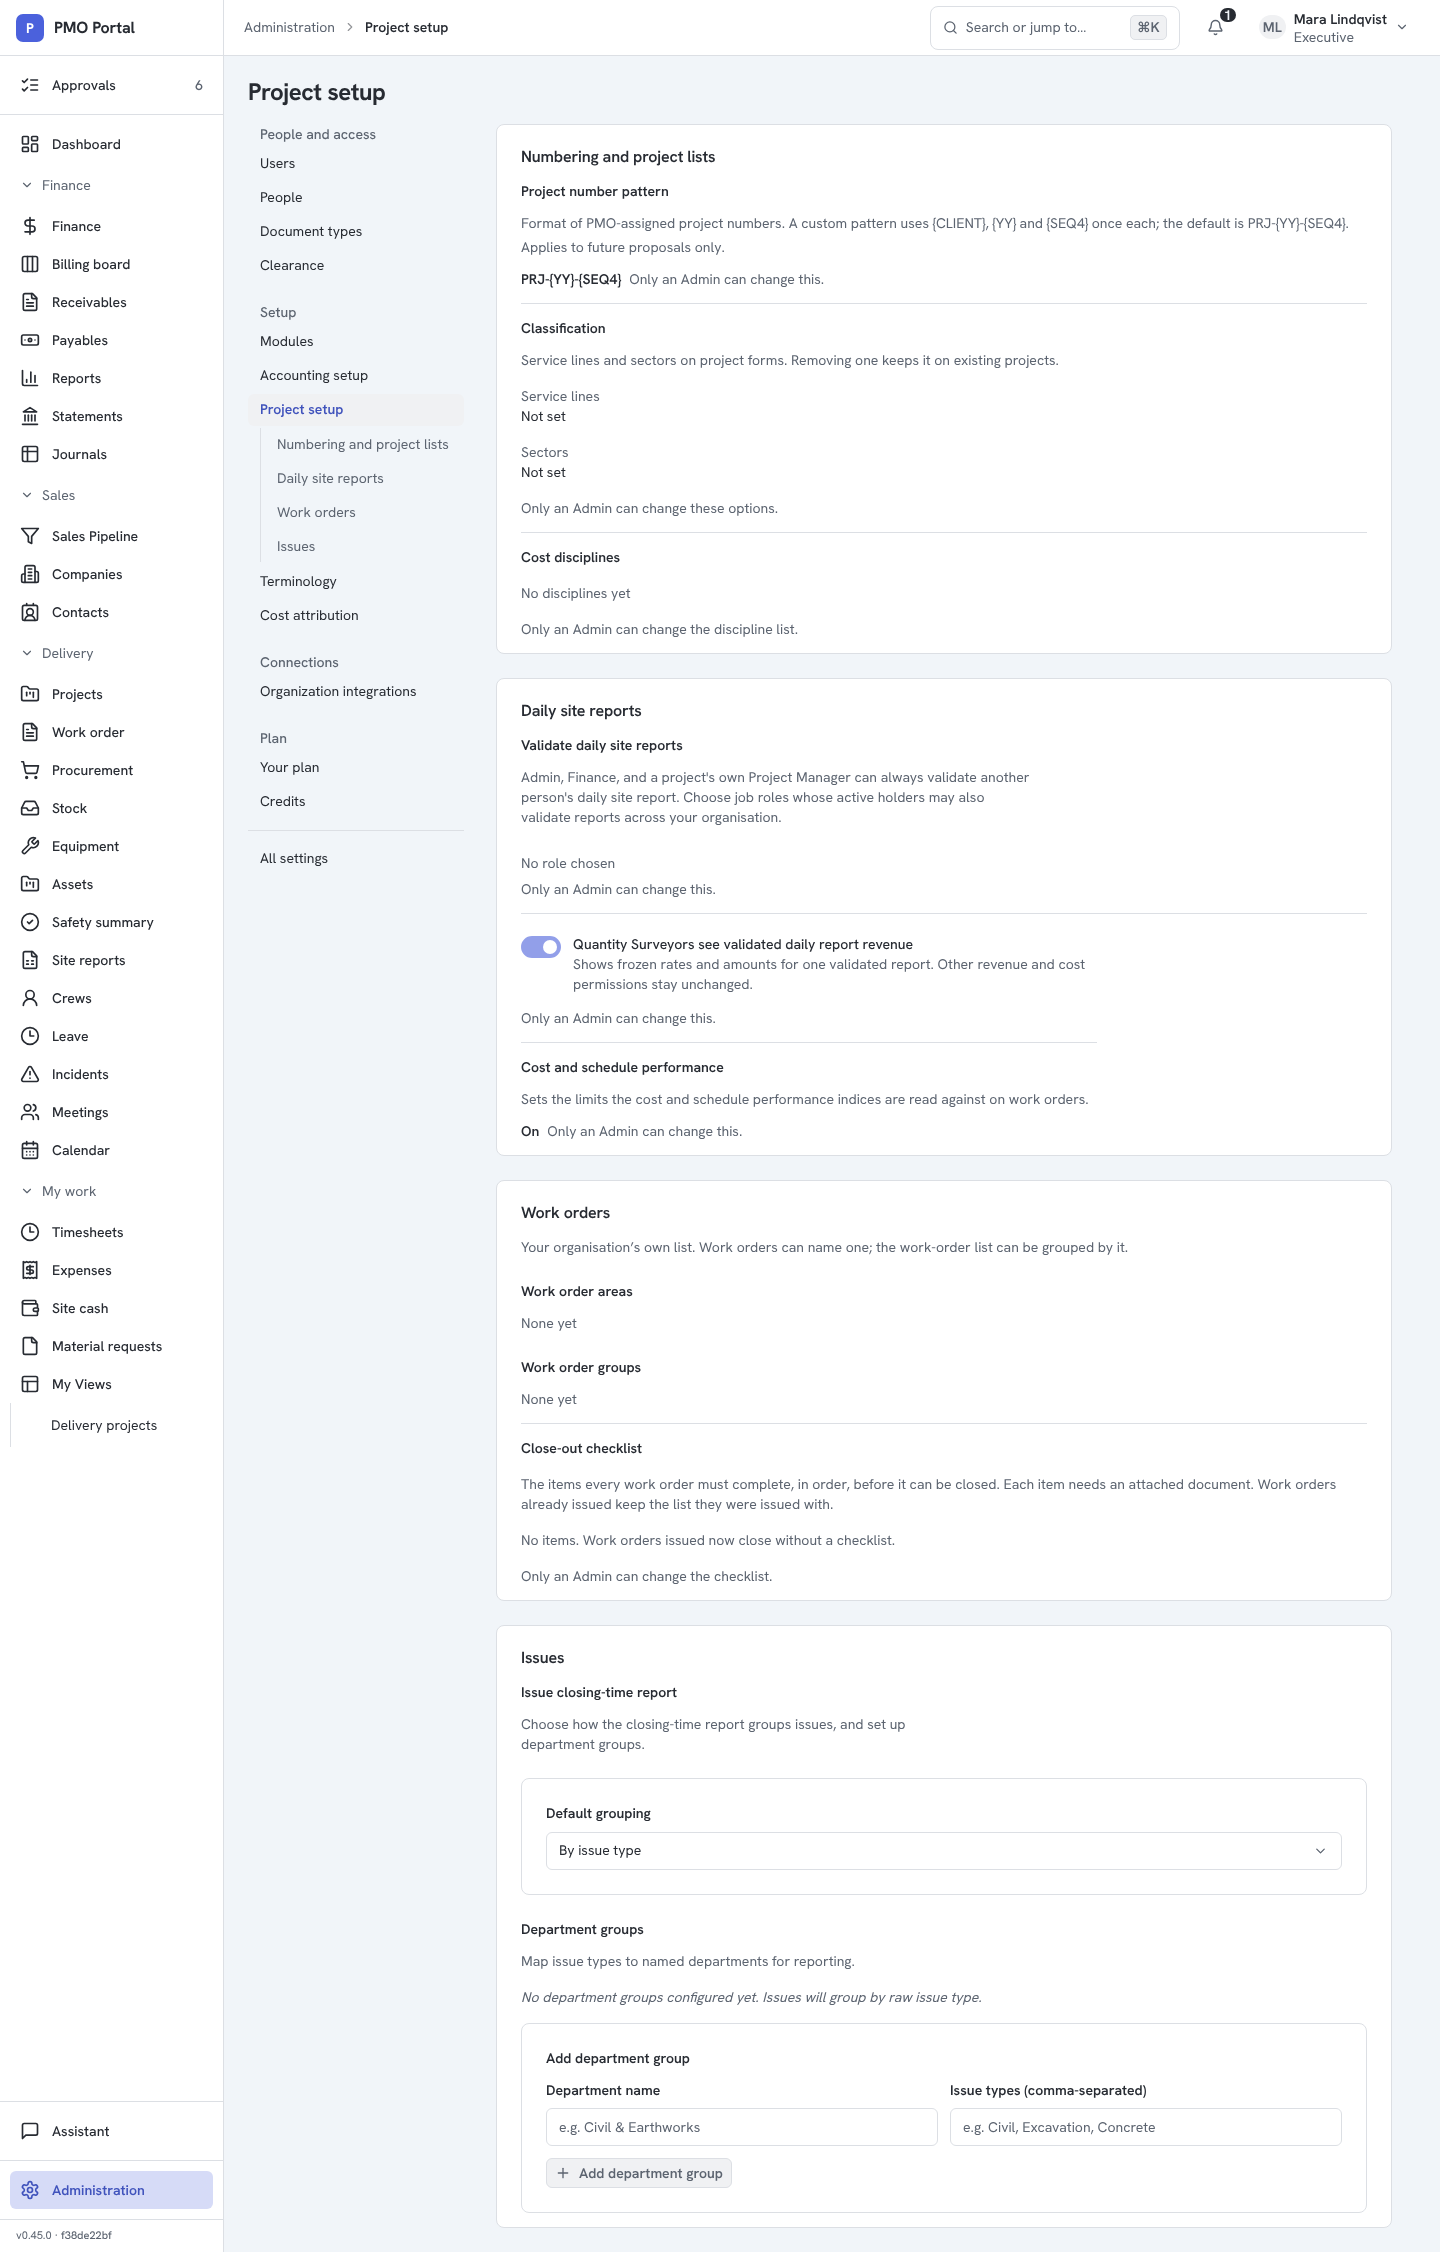 P PMO Portal
Administration > Project setup
Search or jump to... ⌘K
1
ML Mara Lindqvist
Executive
Approvals 6
Dashboard
Finance
Finance
Billing board
Receivables
Payables
Reports
Statements
Journals
Sales
Sales Pipeline
Companies
Contacts
Delivery
Projects
Work order
Procurement
Stock
Equipment
Assets
Safety summary
Site reports
Crews
Leave
Incidents
Meetings
Calendar
My work
Timesheets
Expenses
Site cash
Material requests
My Views
Delivery projects
Assistant
Administration
v0.45.0 · f38de22bf
Project setup
People and access
Users
People
Document types
Clearance
Setup
Modules
Accounting setup
Project setup
Numbering and project lists
Daily site reports
Work orders
Issues
Terminology
Cost attribution
Connections
Organization integrations
Plan
Your plan
Credits
All settings
Numbering and project lists
Project number pattern
Format of PMO-assigned project numbers. A custom pattern uses {CLIENT}, {YY} and {SEQ4} once each; the default is PRJ-{YY}-{SEQ4}.
Applies to future proposals only.
PRJ-{YY}-{SEQ4} Only an Admin can change this.
Classification
Service lines and sectors on project forms. Removing one keeps it on existing projects.
Service lines
Not set
Sectors
Not set
Only an Admin can change these options.
Cost disciplines
No disciplines yet
Only an Admin can change the discipline list.
Daily site reports
Validate daily site reports
Admin, Finance, and a project's own Project Manager can always validate another
person's daily site report. Choose job roles whose active holders may also
validate reports across your organisation.
No role chosen
Only an Admin can change this.
Quantity Surveyors see validated daily report revenue
Shows frozen rates and amounts for one validated report. Other revenue and cost
permissions stay unchanged.
Only an Admin can change this.
Cost and schedule performance
Sets the limits the cost and schedule performance indices are read against on work orders.
On Only an Admin can change this.
Work orders
Your organisation’s own list. Work orders can name one; the work-order list can be grouped by it.
Work order areas
None yet
Work order groups
None yet
Close-out checklist
The items every work order must complete, in order, before it can be closed. Each item needs an attached document. Work orders
already issued keep the list they were issued with.
No items. Work orders issued now close without a checklist.
Only an Admin can change the checklist.
Issues
Issue closing-time report
Choose how the closing-time report groups issues, and set up
department groups.
Default grouping
By issue type
Department groups
Map issue types to named departments for reporting.
No department groups configured yet. Issues will group by raw issue type.
Add department group
Department name Issue types (comma-separated)
e.g. Civil & Earthworks e.g. Civil, Excavation, Concrete
+ Add department group